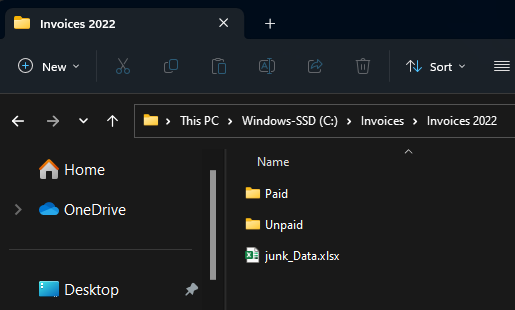 Invoices 2022
New
Sort
This PC > Windows-SSD (C:) > Invoices > Invoices 2022
Home
OneDrive
Desktop
Name
Paid
Unpaid
junk_Data.xlsx